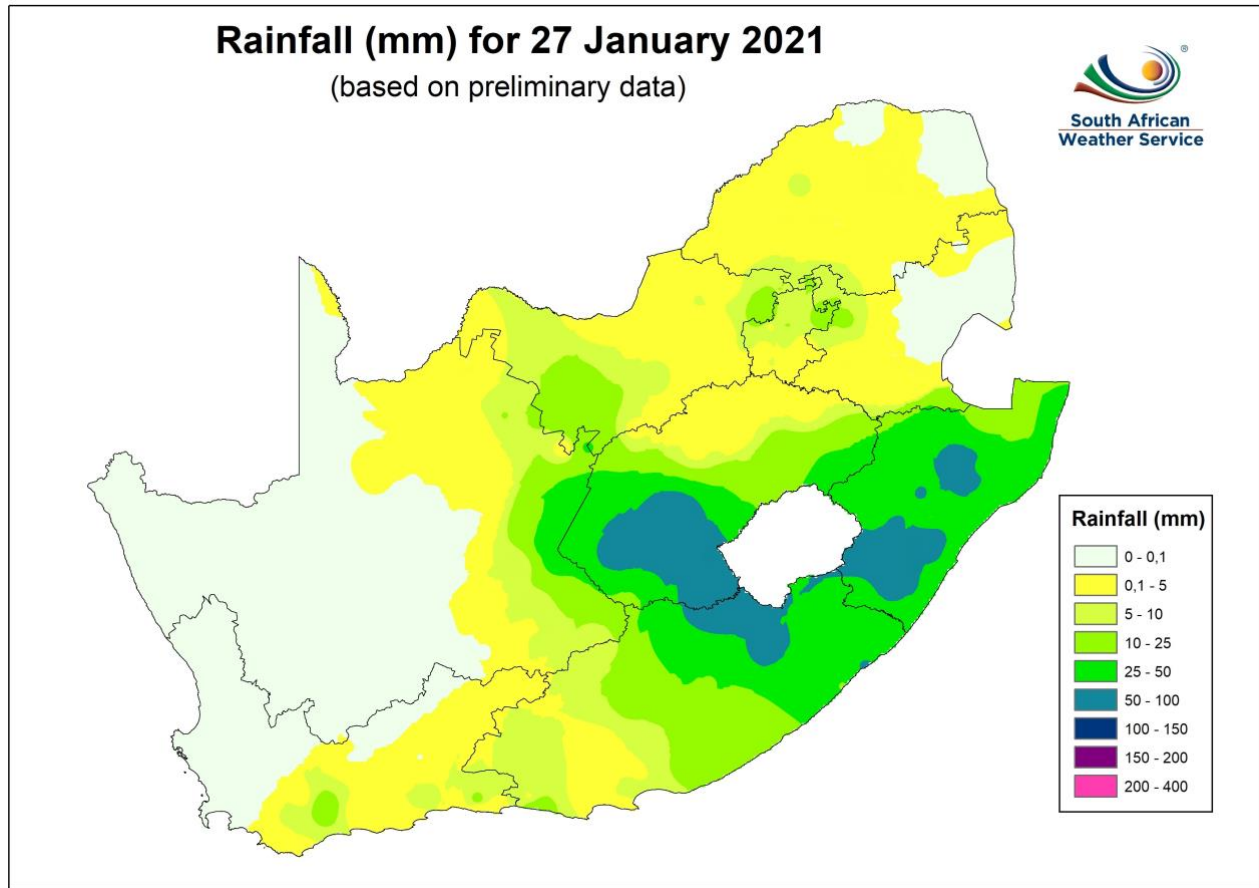 Rainfall (mm) for 27 January 2021
(based on preliminary data)
®
South African
Weather Service
Rainfall (mm)
0 - 0,1
0,1 - 5
5 - 10
10 - 25
25 - 50
50 - 100
100 - 150
150 - 200
200 - 400